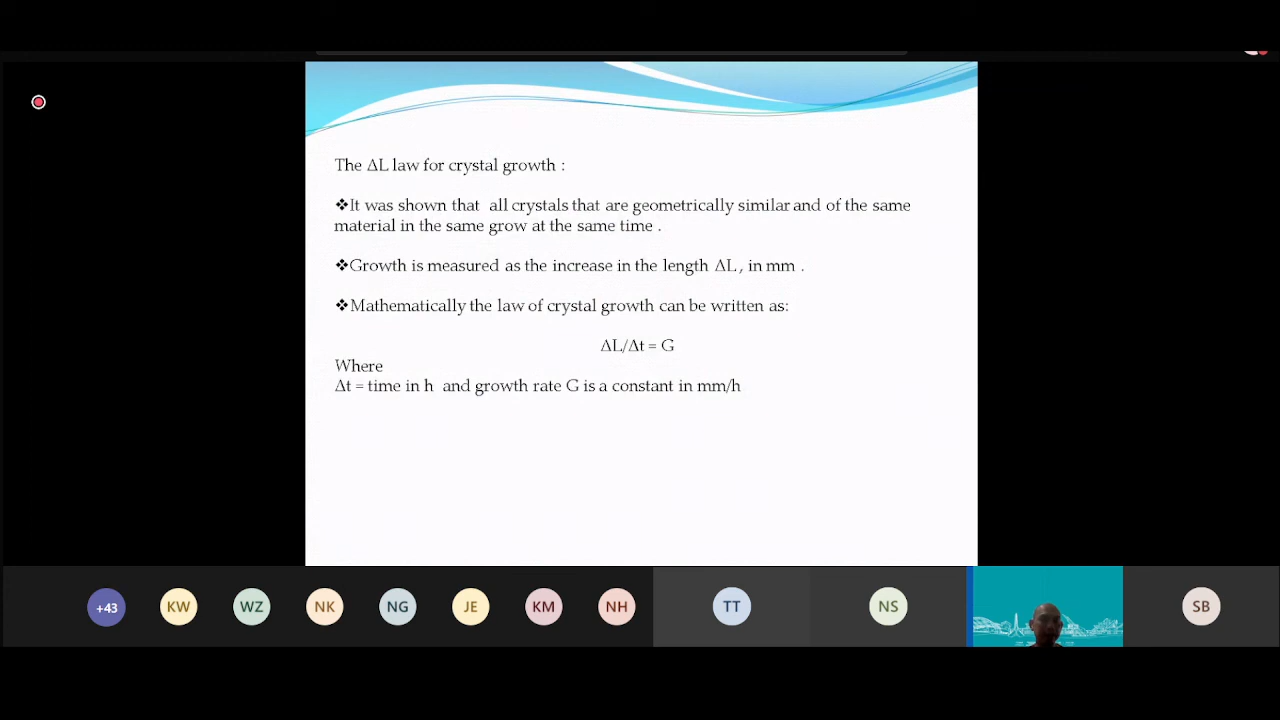 The ΔL law for crystal growth :
❖It was shown that all crystals that are geometrically similar and of the same
material in the same grow at the same time .
❖Growth is measured as the increase in the length ΔL , in mm .
❖Mathematically the law of crystal growth can be written as:
ΔL/Δt = G
Where
Δt = time in h and growth rate G is a constant in mm/h
+43 KW WZ NK NG JE KM NH TT NS SB